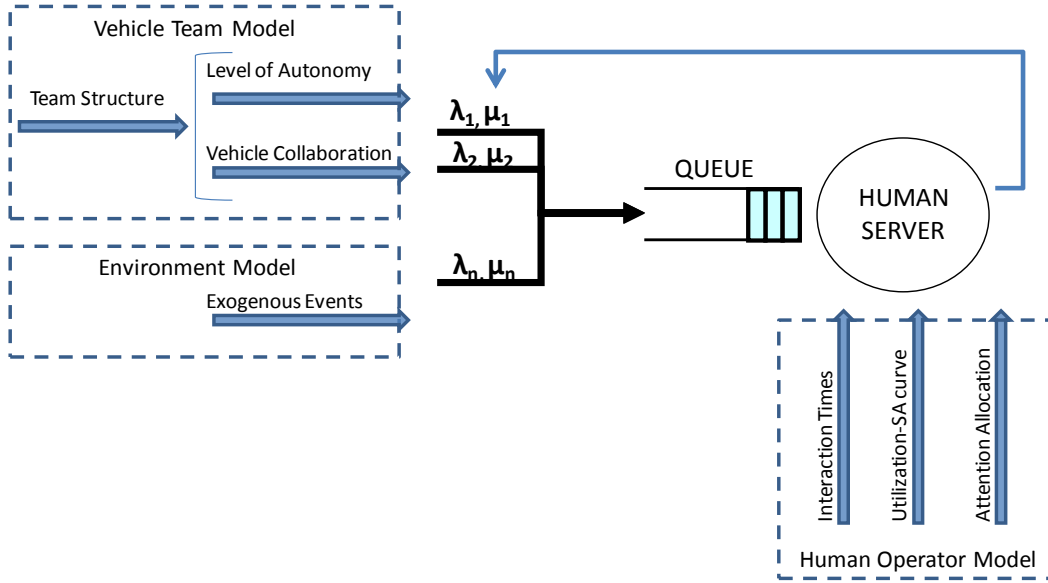 Vehicle Team Model
Level of Autonomy
Team Structure
Vehicle Collaboration
Environment Model
Exogenous Events
λ1, μ1
λ2, μ2
λn, μn
QUEUE
HUMAN
SERVER
Interaction Times
Utilization-SA curve
Attention Allocation
Human Operator Model